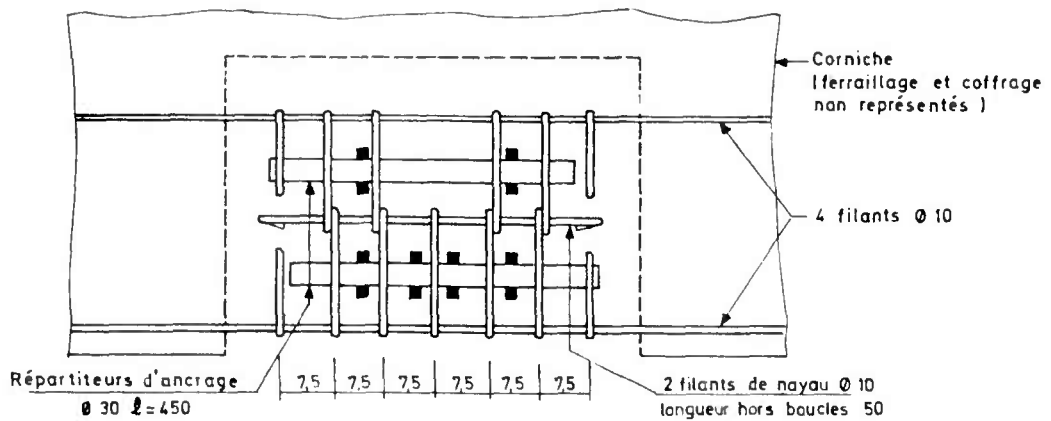 Corniche
(ferraillage et coffrage
non représentés)
4 filants Ø 10
Répartiteurs d'ancrage
Ø 30 ℓ = 450
7,5 7,5 7,5 7,5 7,5 7,5
2 filants de nayau Ø 10
longueur hors boucles 50